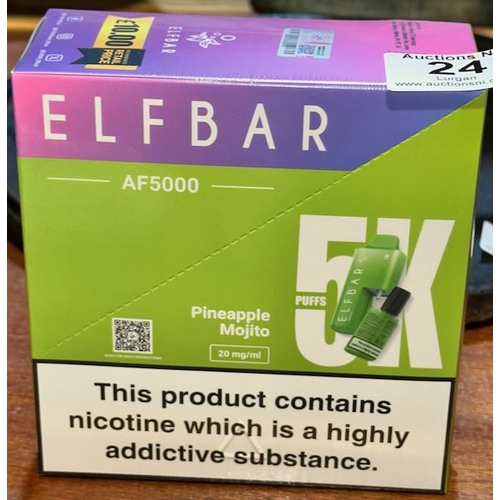 £10.00
RETAIL
PRICE
ELFBAR
Auctions N
24
Lurgan
www.auctionsni.c
ELFBAR
AF5000
5K
PUFFS
ELFBAR
Pineapple
Mojito
20 mg/ml
This product contains
nicotine which is a highly
addictive substance.